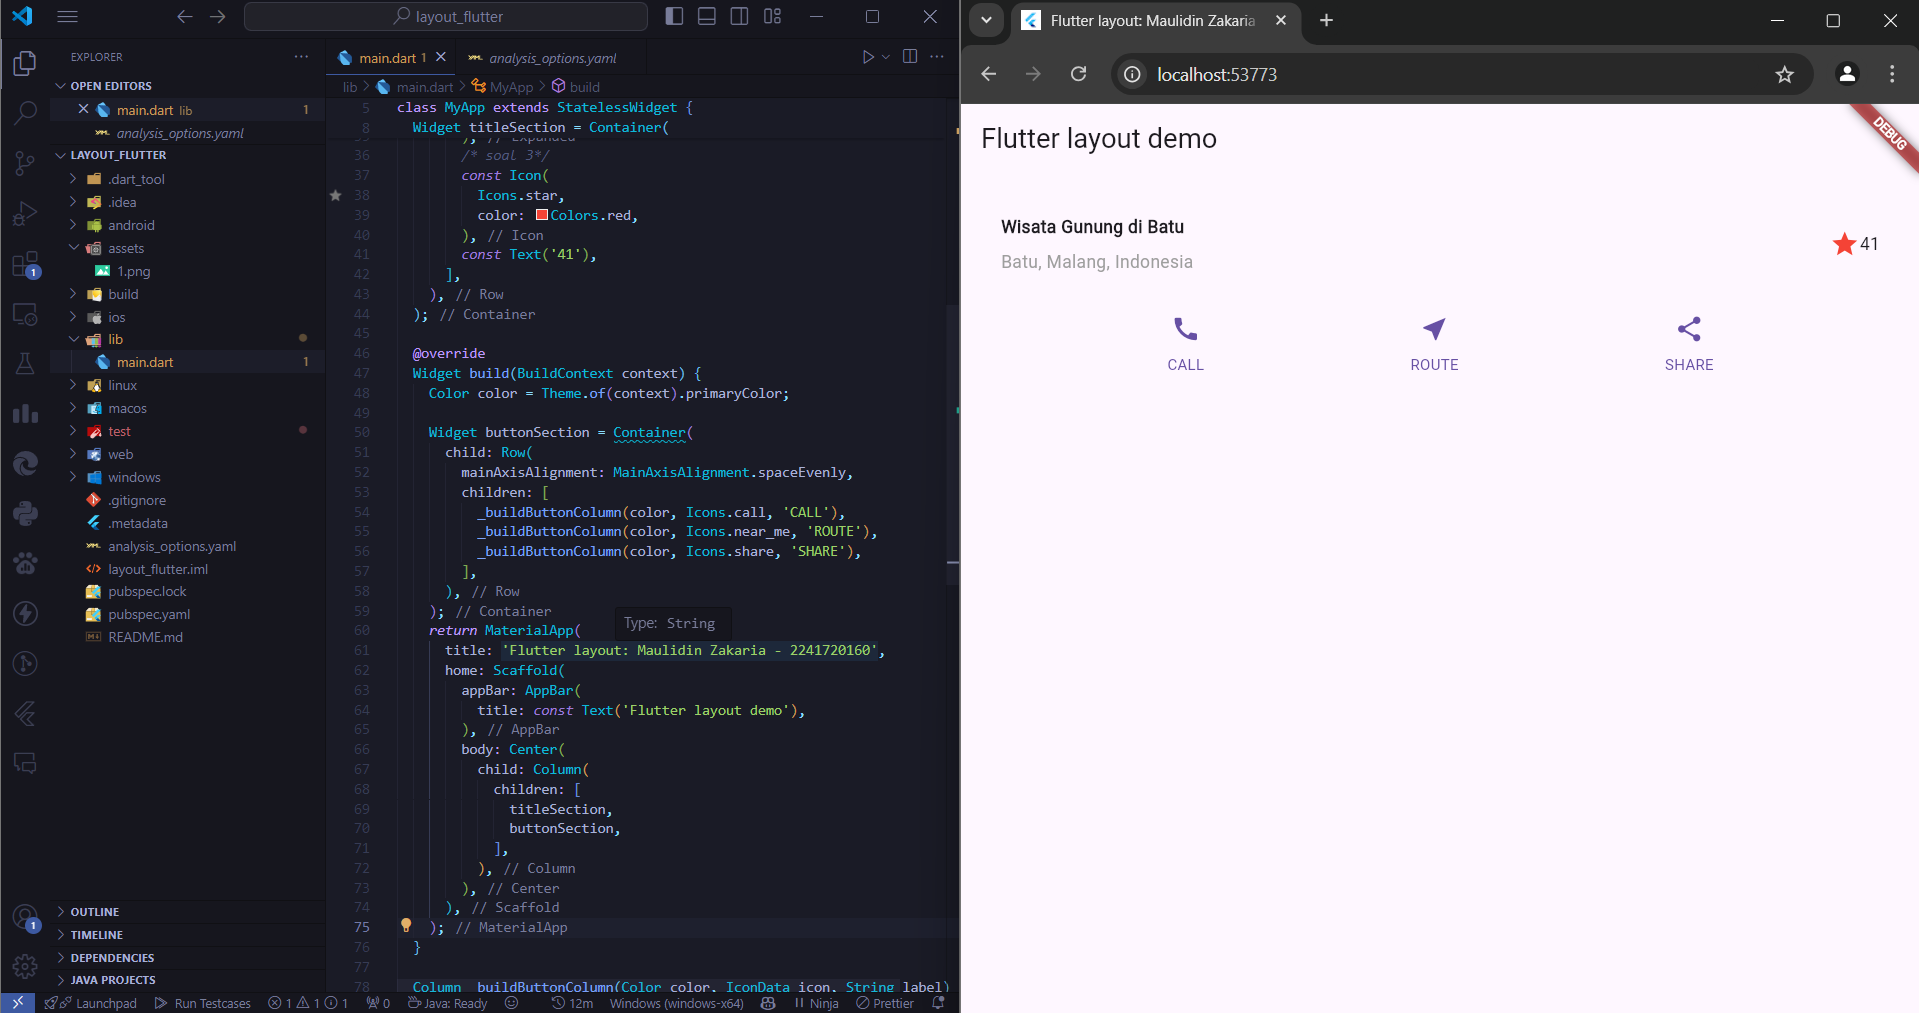 layout_flutter
EXPLORER
OPEN EDITORS
main.dart lib 1
analysis_options.yaml
LAYOUT_FLUTTER
.dart_tool
.idea
android
assets
1.png
build
ios
lib
main.dart 1
linux
macos
test
web
windows
.gitignore
.metadata
analysis_options.yaml
layout_flutter.iml
pubspec.lock
pubspec.yaml
README.md
OUTLINE
TIMELINE
DEPENDENCIES
JAVA PROJECTS
1
1
main.dart 1
analysis_options.yaml
lib > main.dart > MyApp > build
5 class MyApp extends StatelessWidget {
8 Widget titleSection = Container(
), // Expanded
36 /* soal 3*/
37 const Icon(
38 Icons.star,
39 color: Colors.red,
40 ), // Icon
41 const Text('41'),
42 ],
43 ), // Row
44 ); // Container
45
46 @override
47 Widget build(BuildContext context) {
48 Color color = Theme.of(context).primaryColor;
49
50 Widget buttonSection = Container(
51 child: Row(
52 mainAxisAlignment: MainAxisAlignment.spaceEvenly,
53 children: [
54 _buildButtonColumn(color, Icons.call, 'CALL'),
55 _buildButtonColumn(color, Icons.near_me, 'ROUTE'),
56 _buildButtonColumn(color, Icons.share, 'SHARE'),
57 ],
58 ), // Row
59 ); // Container
Type: String
60 return MaterialApp(
61 title: 'Flutter layout: Maulidin Zakaria - 2241720160',
62 home: Scaffold(
63 appBar: AppBar(
64 title: const Text('Flutter layout demo'),
65 ), // AppBar
66 body: Center(
67 child: Column(
68 children: [
69 titleSection,
70 buttonSection,
71 ],
72 ), // Column
73 ), // Center
74 ), // Scaffold
75 ); // MaterialApp
76 }
77
78 Column _buildButtonColumn(Color color, IconData icon, String label)
Launchpad Run Testcases 1 1 1 0 Java: Ready 12m Windows (windows-x64) Ninja Prettier
Flutter layout: Maulidin Zakaria
localhost:53773
Flutter layout demo
DEBUG
Wisata Gunung di Batu
Batu, Malang, Indonesia
41
CALL
ROUTE
SHARE